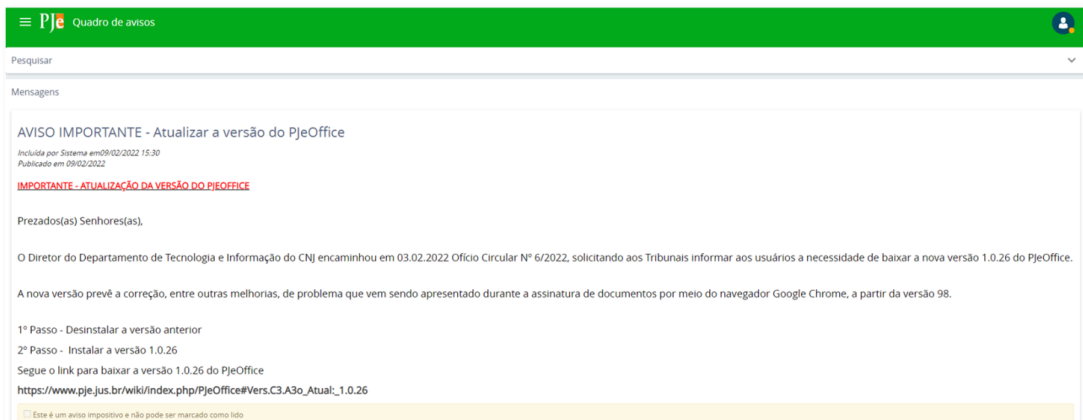 PJe Quadro de avisos
Pesquisar
Mensagens
AVISO IMPORTANTE - Atualizar a versão do PJeOffice
Incluída por Sistema em09/02/2022 15:30
Publicado em 09/02/2022
IMPORTANTE - ATUALIZAÇÃO DA VERSÃO DO PJEOFFICE
Prezados(as) Senhores(as),
O Diretor do Departamento de Tecnologia e Informação do CNJ encaminhou em 03.02.2022 Ofício Circular Nº 6/2022, solicitando aos Tribunais informar aos usuários a necessidade de baixar a nova versão 1.0.26 do PJeOffice.
A nova versão prevê a correção, entre outras melhorias, de problema que vem sendo apresentado durante a assinatura de documentos por meio do navegador Google Chrome, a partir da versão 98.
1º Passo - Desinstalar a versão anterior
2º Passo - Instalar a versão 1.0.26
Segue o link para baixar a versão 1.0.26 do PJeOffice
https://www.pje.jus.br/wiki/index.php/PJeOffice#Vers.C3.A3o_Atual:_1.0.26
Este é um aviso impositivo e não pode ser marcado como lido